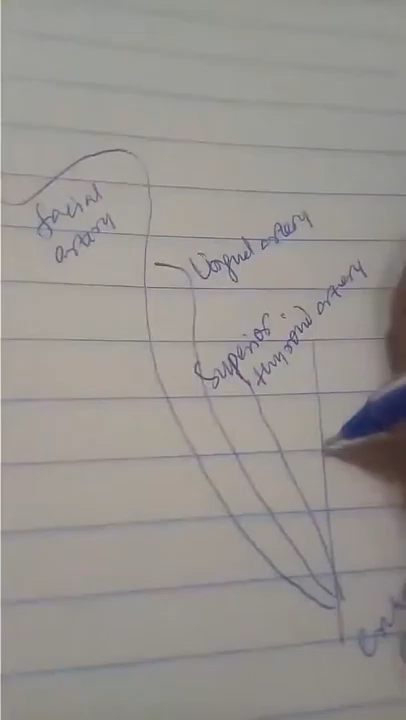 facial
artery
lingual artery
Superior
thyroid artery